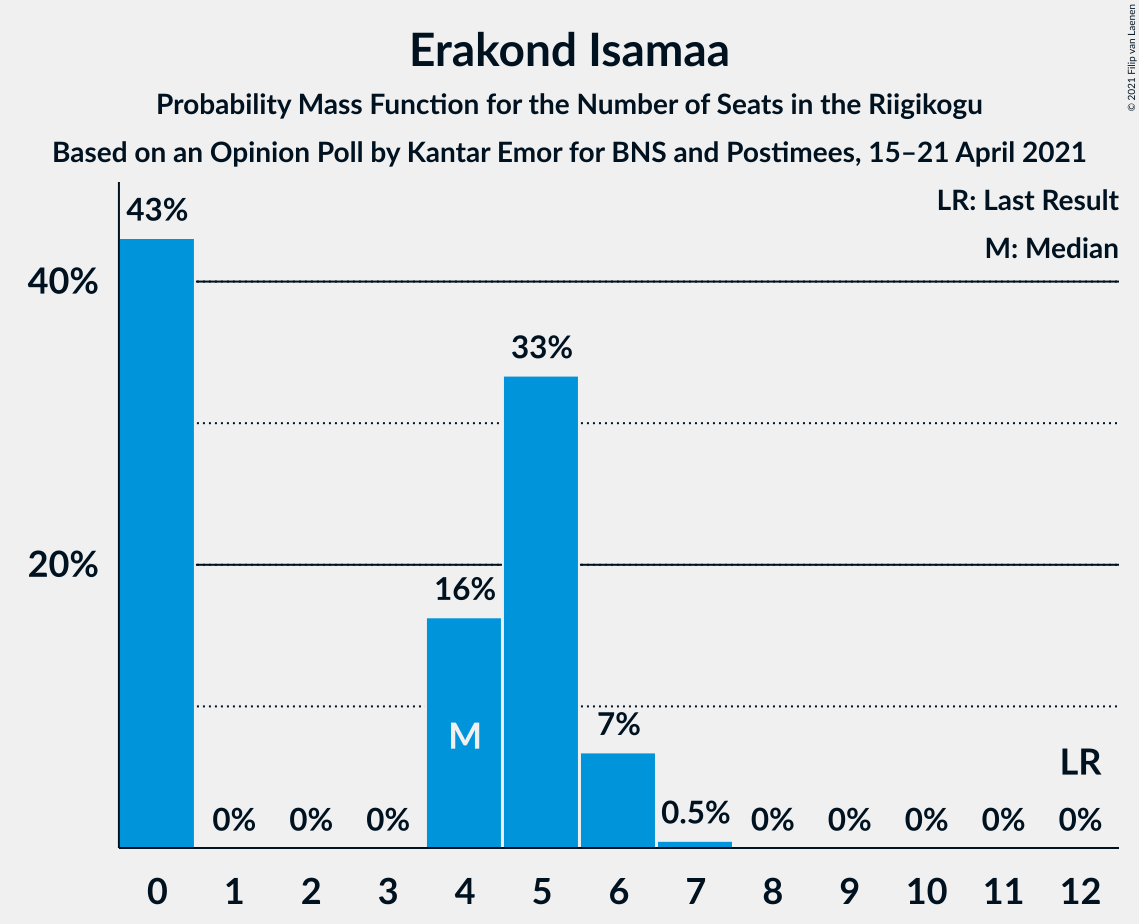 Erakond Isamaa
Probability Mass Function for the Number of Seats in the Riigikogu
Based on an Opinion Poll by Kantar Emor for BNS and Postimees, 15–21 April 2021
© 2021 Filip van Laenen
LR: Last Result
M: Median
43%
40%
33%
20%
16%
7%
M
LR
0% 0% 0% 0.5% 0% 0% 0% 0% 0%
0 1 2 3 4 5 6 7 8 9 10 11 12